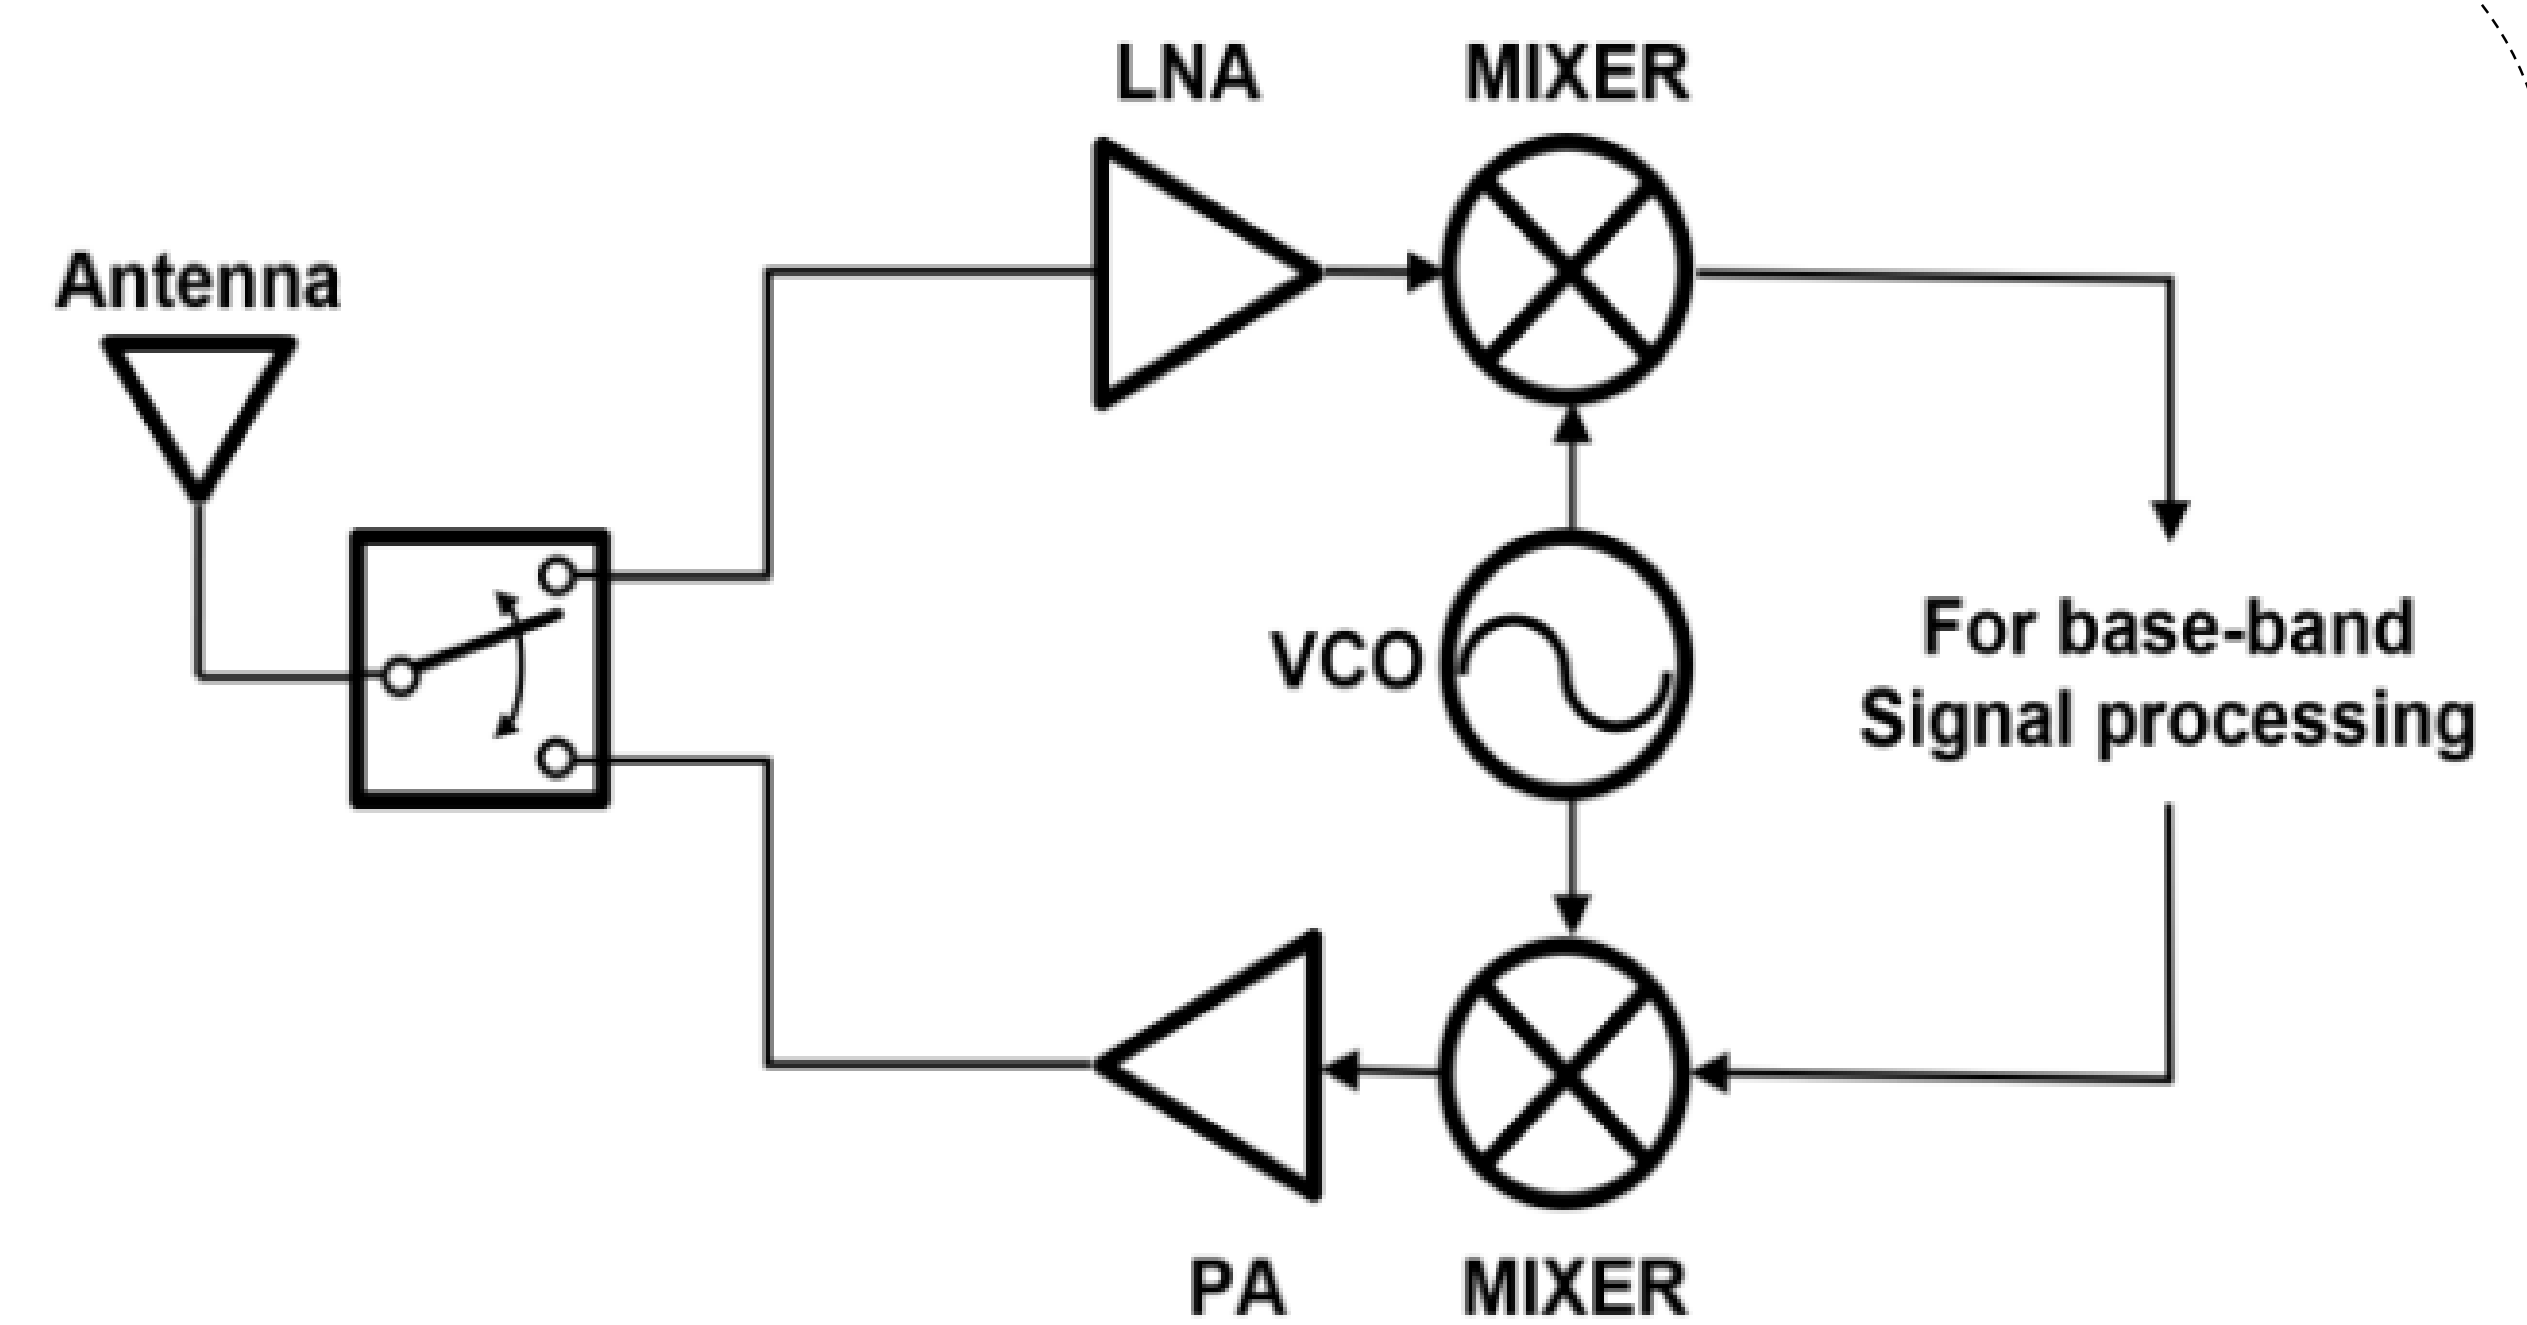 LNA
MIXER
Antenna
VCO
For base-band
Signal processing
PA
MIXER